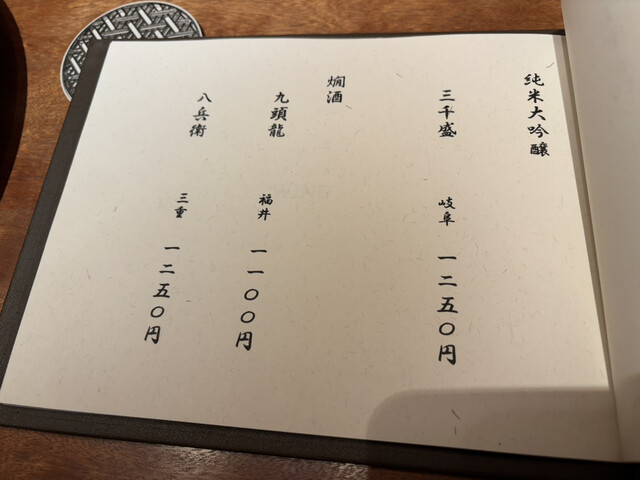 純米大吟醸
三千盛 岐阜 一二五〇円
燗酒
九頭龍 福井 一一〇〇円
八兵衛 三重 一二五〇円